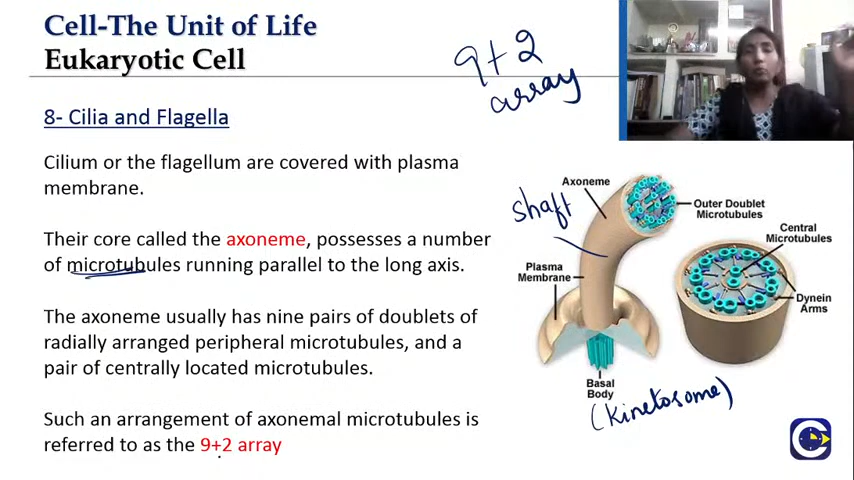 Cell-The Unit of Life
Eukaryotic Cell
9+2
array
8- Cilia and Flagella
Cilium or the flagellum are covered with plasma
membrane.
Their core called the axoneme, possesses a number
of microtubules running parallel to the long axis.
The axoneme usually has nine pairs of doublets of
radially arranged peripheral microtubules, and a
pair of centrally located microtubules.
Such an arrangement of axonemal microtubules is
referred to as the 9+2 array
Axoneme
shaft
Outer Doublet
Microtubules
Central
Microtubules
Plasma
Membrane
Dynein
Arms
Basal
Body
(Kinetosome)